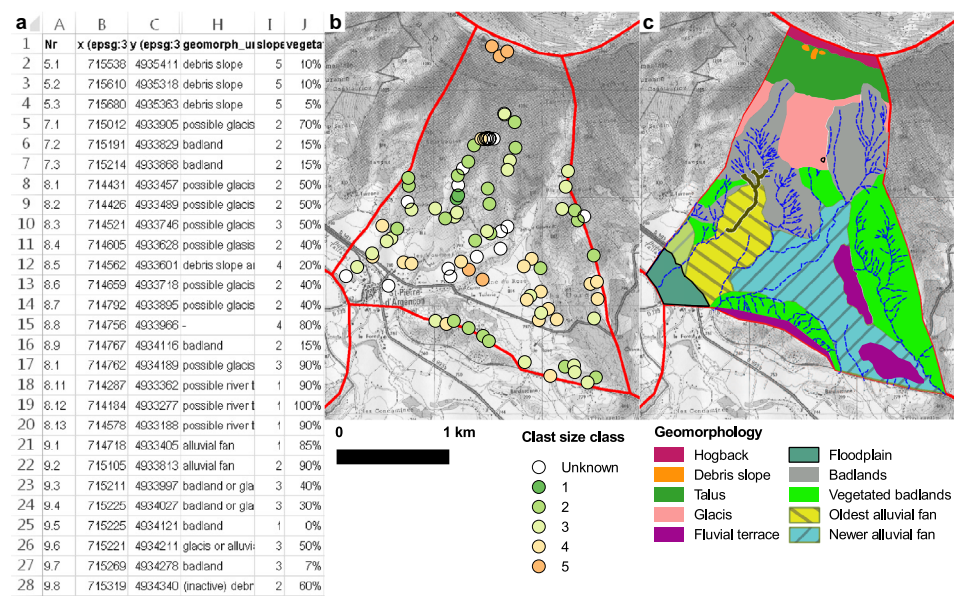 a
A B C H I J
1 Nr x (epsg:3 y (epsg:3 geomorph_u slope vegeta
2 5.1 715538 4935411 debris slope 5 10%
3 5.2 715610 4935318 debris slope 5 10%
4 5.3 715680 4935363 debris slope 5 5%
5 7.1 715012 4933905 possible glacis 2 70%
6 7.2 715191 4933829 badland 2 15%
7 7.3 715214 4933868 badland 2 15%
8 8.1 714431 4933457 possible glacis 2 50%
9 8.2 714426 4933489 possible glacis 2 50%
10 8.3 714521 4933746 possible glasis 3 50%
11 8.4 714605 4933628 possible glasis 2 40%
12 8.5 714562 4933601 debris slope a 4 20%
13 8.6 714659 4933718 possible glacis 2 40%
14 8.7 714792 4933895 possible glacis 2 40%
15 8.8 714756 4933966 - 4 80%
16 8.9 714767 4934116 badland 2 15%
17 8.1 714762 4934189 possible glacis 3 90%
18 8.11 714287 4933362 possible river b 1 90%
19 8.12 714184 4933277 possible river b 1 100%
20 8.13 714578 4933188 possible river b 1 90%
21 9.1 714718 4933405 alluvial fan 1 85%
22 9.2 715105 4933813 alluvial fan 2 90%
23 9.3 715211 4933997 badland or gla 3 40%
24 9.4 715225 4934027 badland or gla 3 30%
25 9.5 715225 4934121 badland 1 0%
26 9.6 715221 4934211 glacis or alluvi 3 50%
27 9.7 715269 4934278 badland 3 7%
28 9.8 715319 4934340 (inactive) debr 2 60%
b
St-Pierre
d'Argençon
0 1 km
Clast size class
Unknown
1
2
3
4
5
c
Geomorphology
Hogback
Debris slope
Talus
Glacis
Fluvial terrace
Floodplain
Badlands
Vegetated badlands
Oldest alluvial fan
Newer alluvial fan